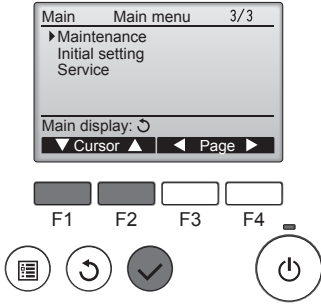 Main Main menu 3/3
Maintenance
Initial setting
Service
Main display:
Cursor Page
F1 F2 F3 F4